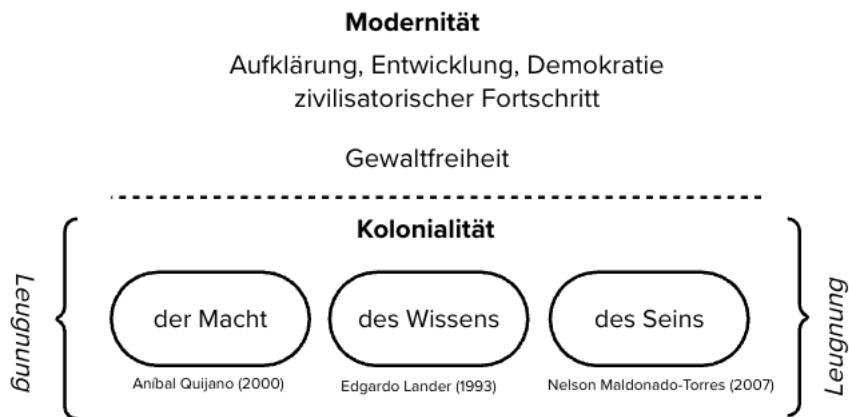 Modernität
Aufklärung, Entwicklung, Demokratie
zivilisatorischer Fortschritt
Gewaltfreiheit
Kolonialität
Leugnung
der Macht
des Wissens
des Seins
Leugnung
Aníbal Quijano (2000)
Edgardo Lander (1993)
Nelson Maldonado-Torres (2007)